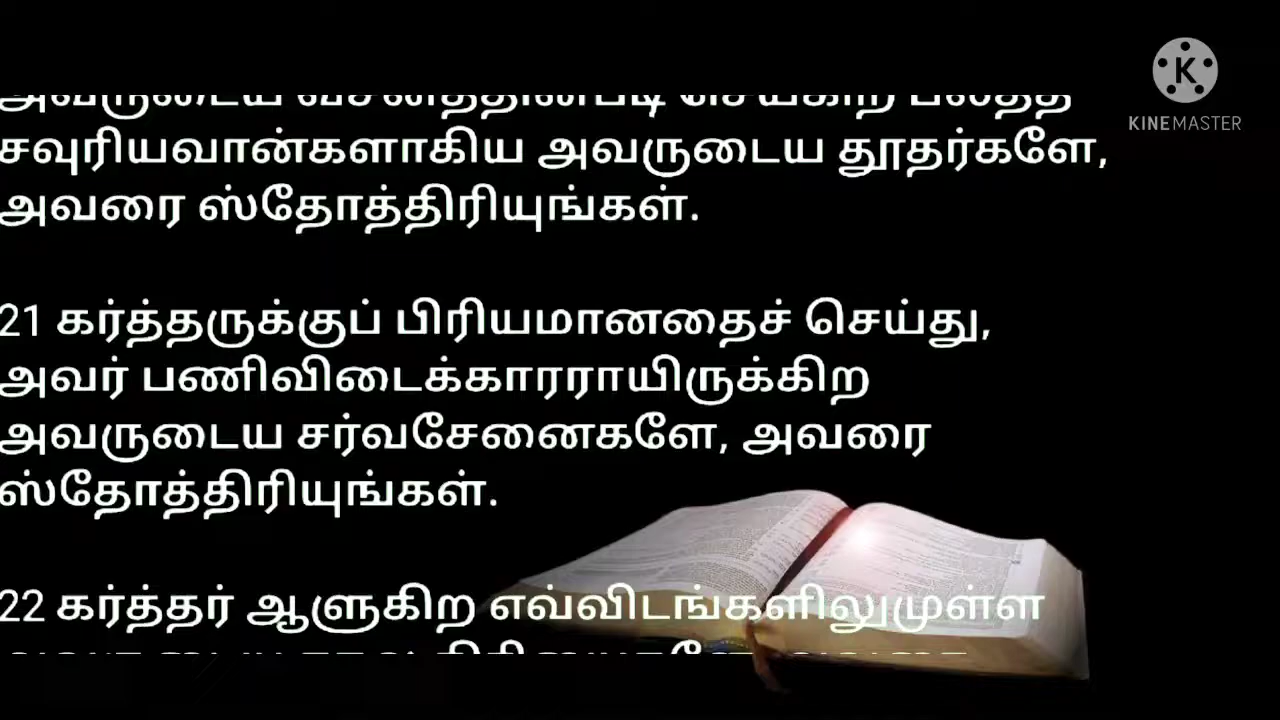 சவுரியவான்களாகிய அவருடைய தூதர்களே,
அவரை ஸ்தோத்திரியுங்கள்.
21 கர்த்தருக்குப் பிரியமானதைச் செய்து,
அவர் பணிவிடைக்காரராயிருக்கிற
அவருடைய சர்வசேனைகளே, அவரை
ஸ்தோத்திரியுங்கள்.
22 கர்த்தர் ஆளுகிற எவ்விடங்களிலுமுள்ள
K
KINEMASTER